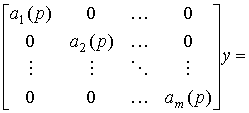 a₁(p) 0 … 0
0 a₂(p) … 0
⋮ ⋮ ⋱ ⋮
0 0 … aₘ(p)
y =